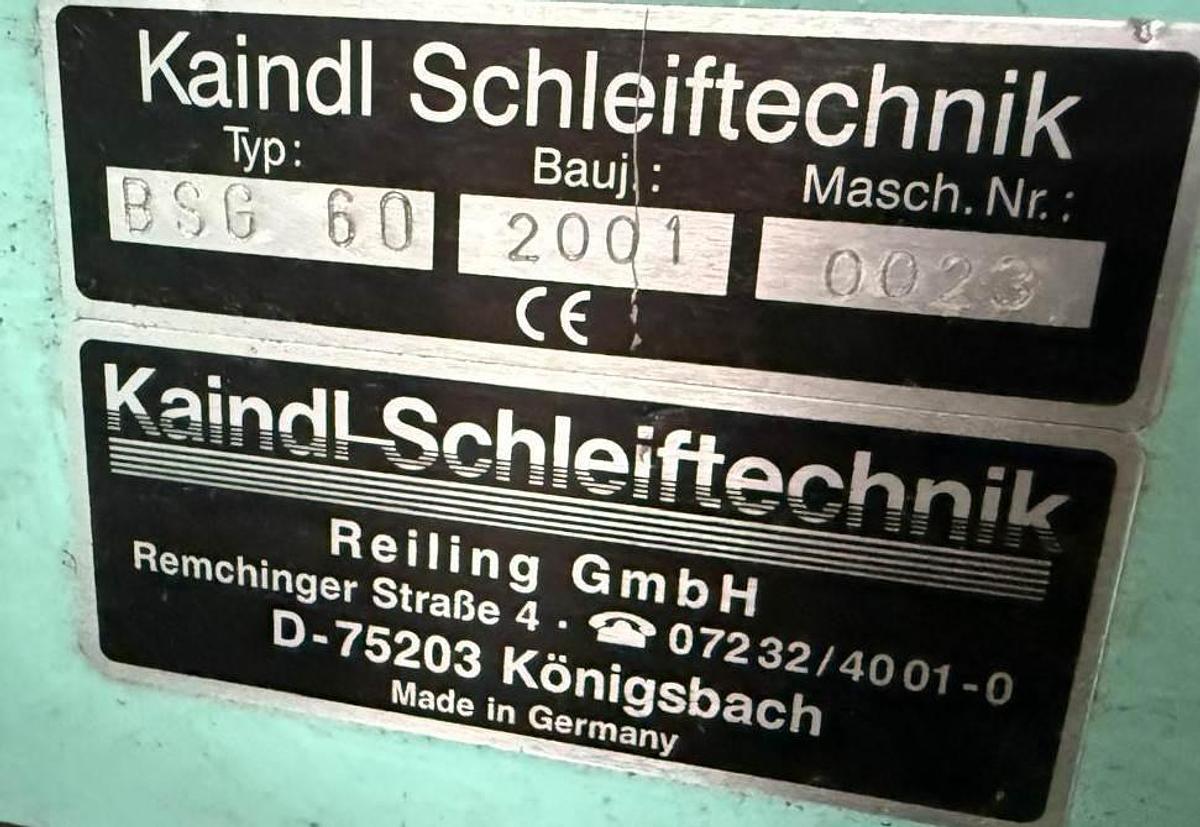 Kaindl Schleiftechnik
Typ: Bauj.: Masch. Nr.:
BSG 60 2001 0023
CE
Kaindl-Schleiftechnik
Reiling GmbH
Remchinger Straße 4 · ☎ 07232/4001-0
D-75203 Königsbach
Made in Germany